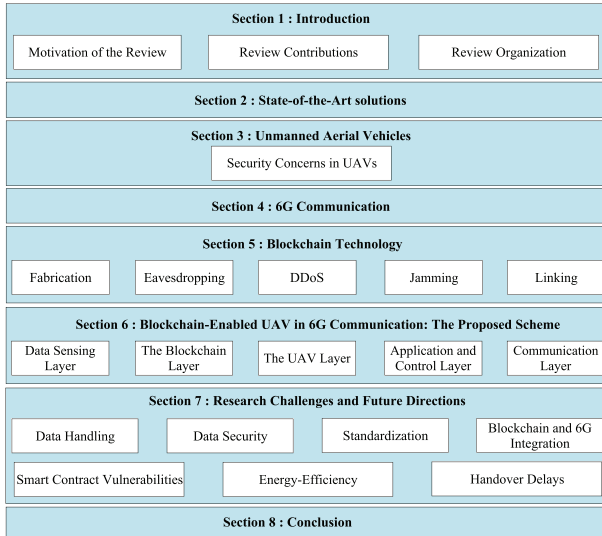 Section 1 : Introduction
Motivation of the Review
Review Contributions
Review Organization
Section 2 : State-of-the-Art solutions
Section 3 : Unmanned Aerial Vehicles
Security Concerns in UAVs
Section 4 : 6G Communication
Section 5 : Blockchain Technology
Fabrication
Eavesdropping
DDoS
Jamming
Linking
Section 6 : Blockchain-Enabled UAV in 6G Communication: The Proposed Scheme
Data Sensing
Layer
The Blockchain
Layer
The UAV Layer
Application and
Control Layer
Communication
Layer
Section 7 : Research Challenges and Future Directions
Data Handling
Data Security
Standardization
Blockchain and 6G
Integration
Smart Contract Vulnerabilities
Energy-Efficiency
Handover Delays
Section 8 : Conclusion